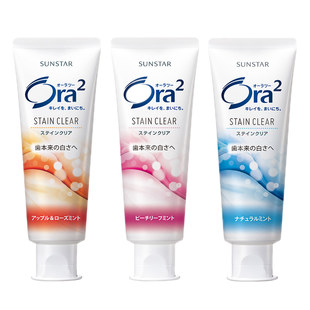 SUNSTAR
オーラツー
Ora2
キレイを、まいにち。
STAIN CLEAR
ステインクリア
歯本来の白さへ
アップル&ローズミント
SUNSTAR
オーラツー
Ora2
キレイを、まいにち。
STAIN CLEAR
ステインクリア
歯本来の白さへ
ピーチリーフミント
SUNSTAR
オーラツー
Ora2
キレイを、まいにち。
STAIN CLEAR
ステインクリア
歯本来の白さへ
ナチュラルミント